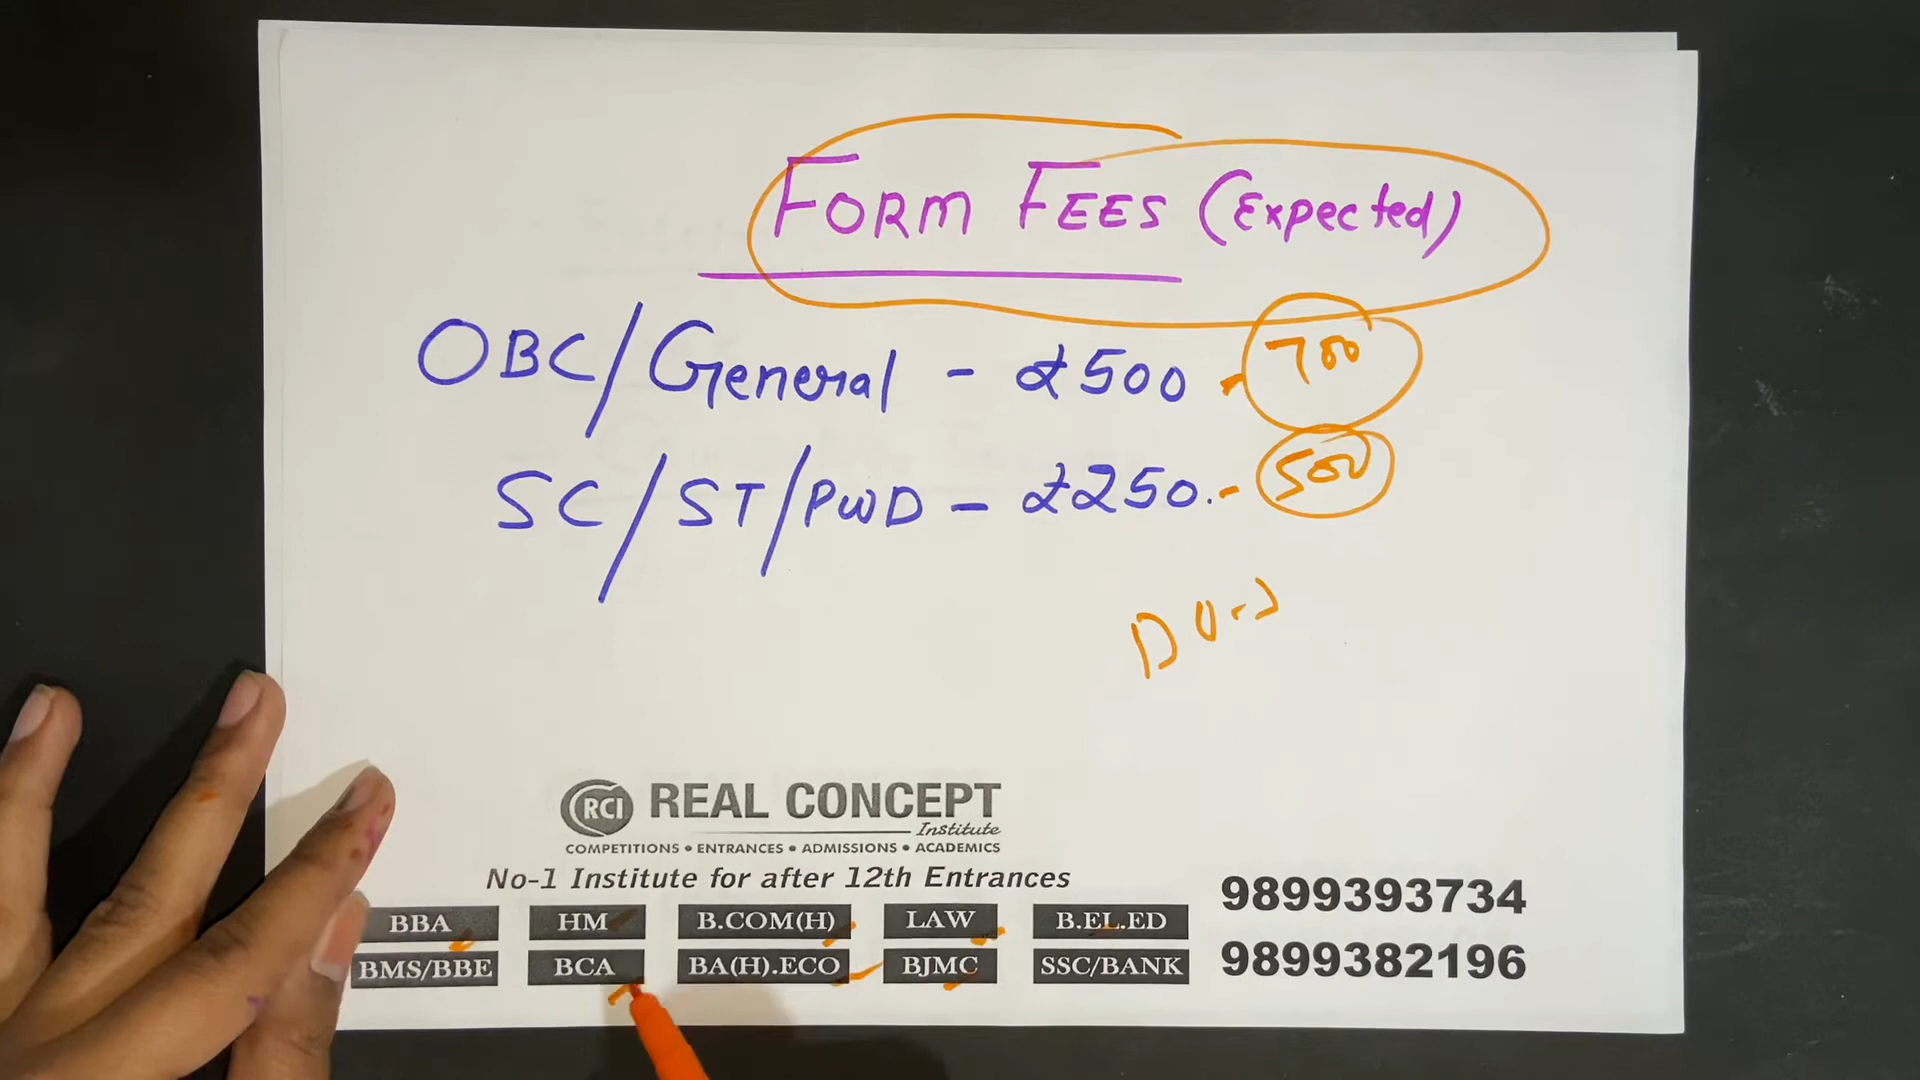 FORM FEES (Expected)
OBC/General - ₹500 - 700
SC/ST/PWD - ₹250. - 500
RCI REAL CONCEPT
Institute
COMPETITIONS • ENTRANCES • ADMISSIONS • ACADEMICS
No-1 Institute for after 12th Entrances
BBA HM B.COM(H) LAW B.EL.ED 9899393734
BMS/BBE BCA BA(H).ECO BJMC SSC/BANK 9899382196